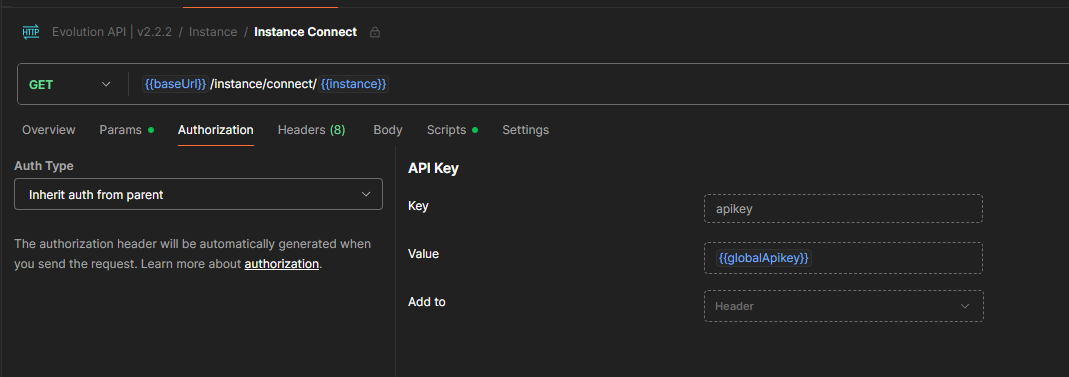 HTTP Evolution API | v2.2.2 / Instance / Instance Connect
GET {{baseUrl}} /instance/connect/ {{instance}}
Overview Params Authorization Headers (8) Body Scripts Settings
Auth Type
Inherit auth from parent
The authorization header will be automatically generated when
you send the request. Learn more about authorization.
API Key
Key apikey
Value {{globalApikey}}
Add to Header